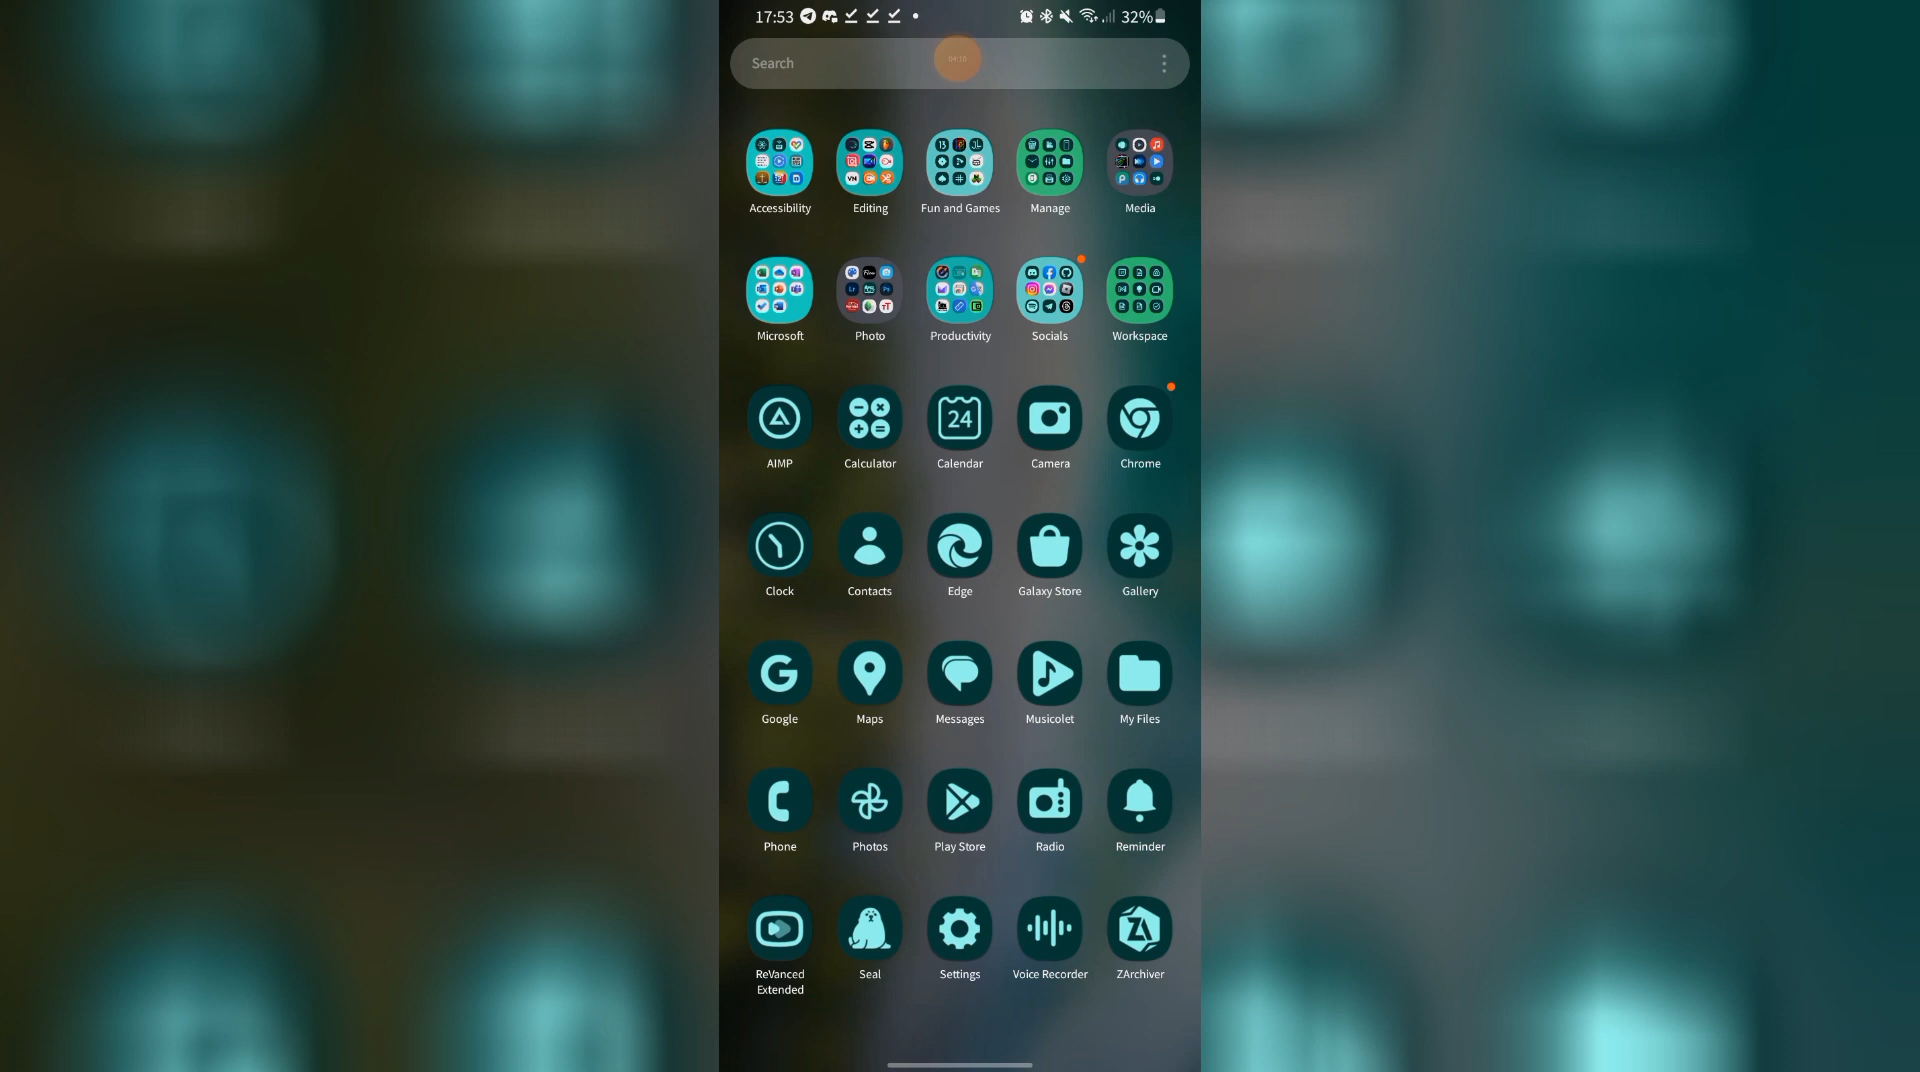 17:53
32%
Search
04:10
Accessibility
Editing
Fun and Games
Manage
Media
Microsoft
Photo
Productivity
Socials
Workspace
AIMP
Calculator
24
Calendar
Camera
Chrome
Clock
Contacts
Edge
Galaxy Store
Gallery
Google
Maps
Messages
Musicolet
My Files
Phone
Photos
Play Store
Radio
Reminder
ReVanced
Extended
Seal
Settings
Voice Recorder
ZArchiver